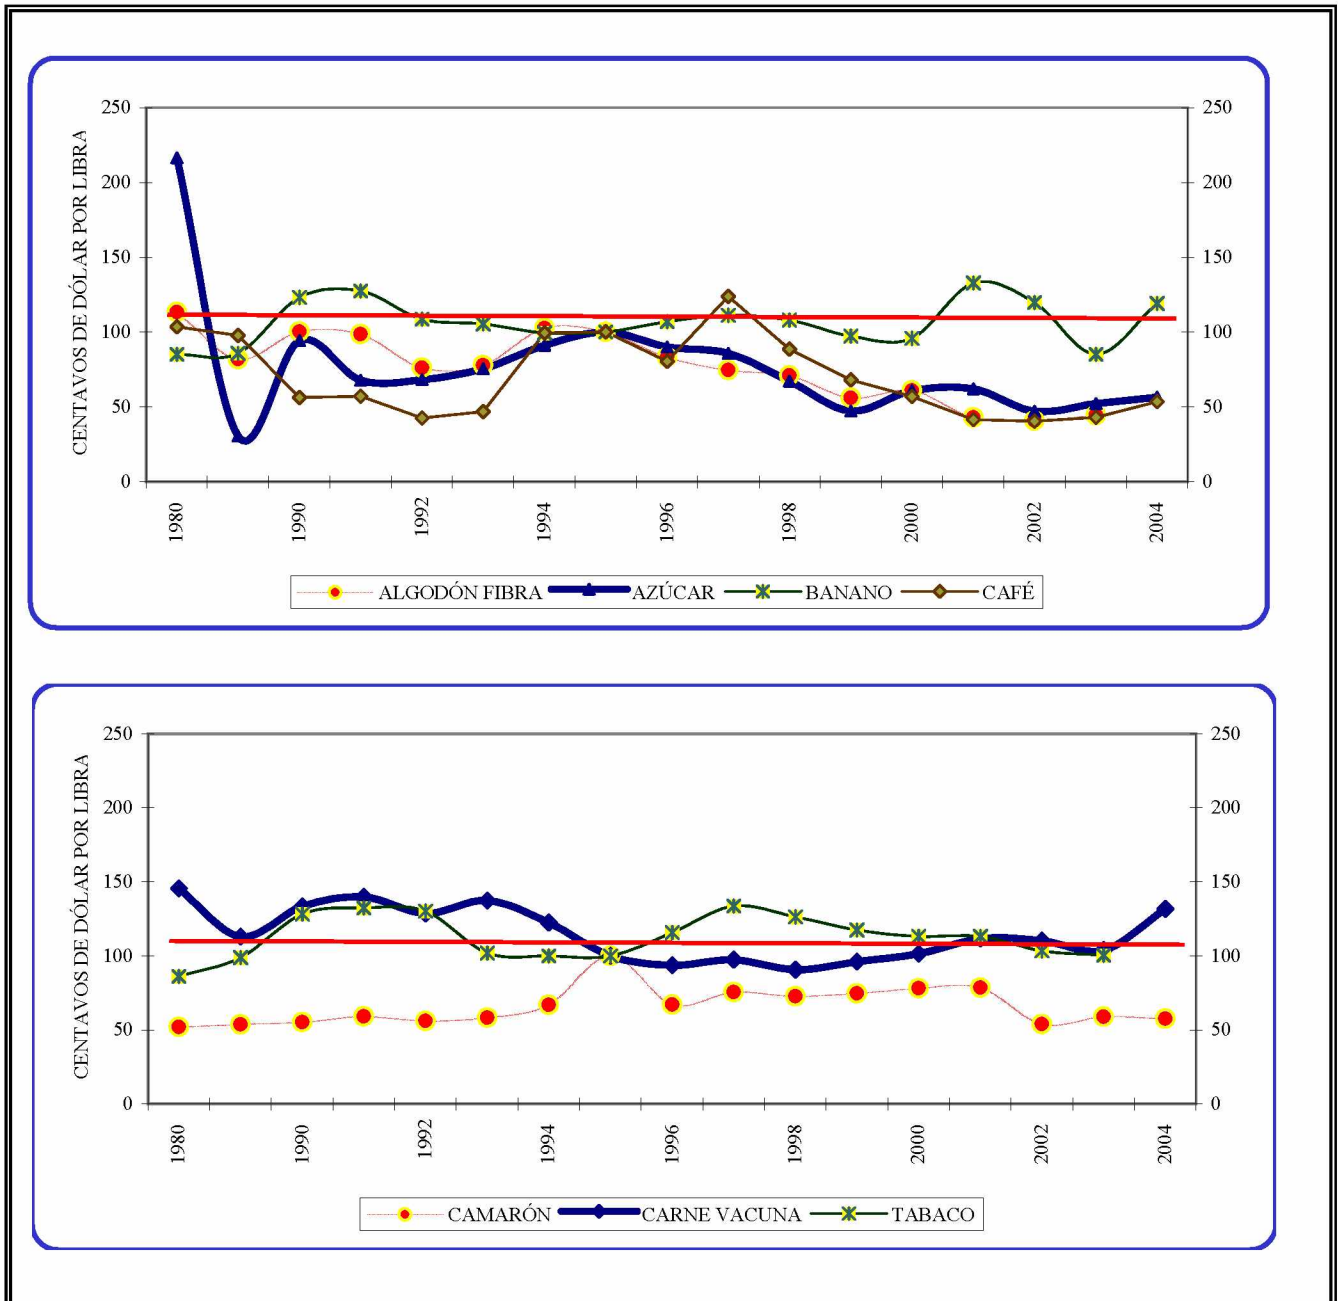 CENTAVOS DE DÓLAR POR LIBRA
250 250
200 200
150 150
100 100
50 50
0 0
1980 1990 1992 1994 1996 1998 2000 2002 2004
ALGODÓN FIBRA AZÚCAR BANANO CAFÉ
CENTAVOS DE DÓLAR POR LIBRA
250 250
200 200
150 150
100 100
50 50
0 0
1980 1990 1992 1994 1996 1998 2000 2002 2004
CAMARÓN CARNE VACUNA TABACO